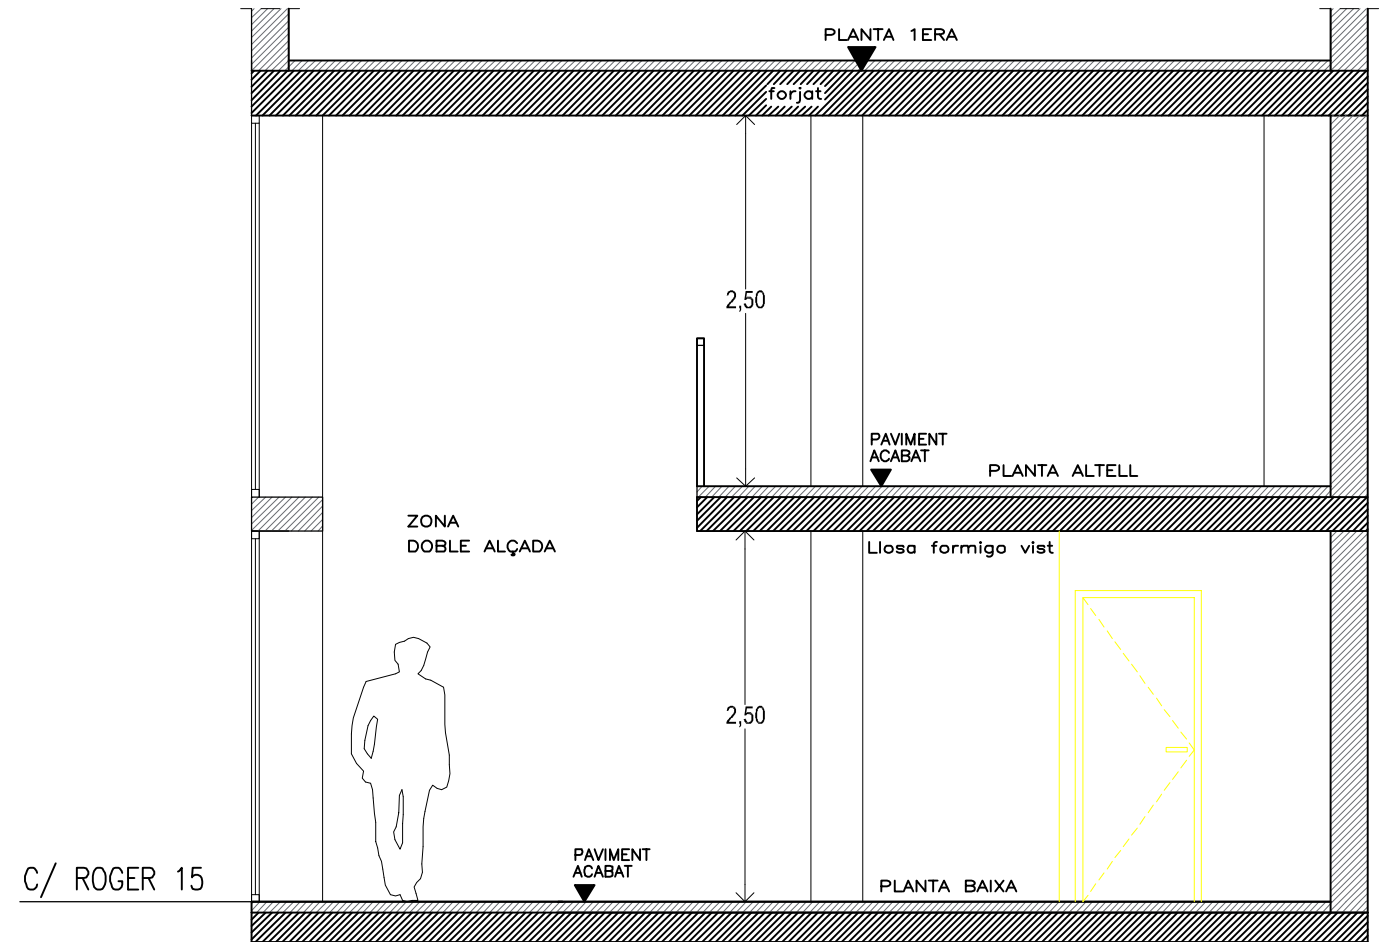 PLANTA 1ERA
forjat
2,50
PAVIMENT
ACABAT
PLANTA ALTELL
ZONA
DOBLE ALÇADA
Llosa formigo vist
2,50
PAVIMENT
ACABAT
C/ ROGER 15
PLANTA BAIXA